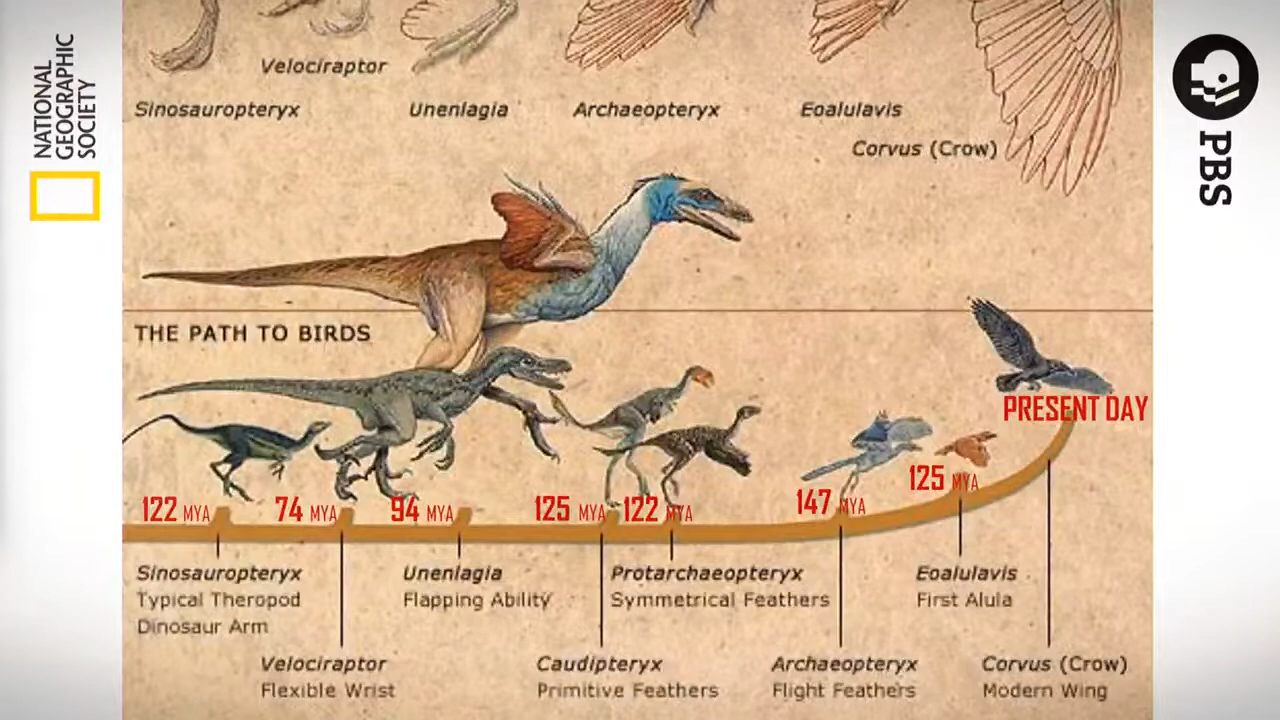 NATIONAL
GEOGRAPHIC
SOCIETY
PBS
Velociraptor
Sinosauropteryx
Unenlagia
Archaeopteryx
Eoalulavis
Corvus (Crow)
THE PATH TO BIRDS
PRESENT DAY
122 MYA
74 MYA
94 MYA
125 MYA
122 MYA
147 MYA
125 MYA
Sinosauropteryx
Typical Theropod
Dinosaur Arm
Velociraptor
Flexible Wrist
Unenlagia
Flapping Ability
Caudipteryx
Primitive Feathers
Protarchaeopteryx
Symmetrical Feathers
Archaeopteryx
Flight Feathers
Eoalulavis
First Alula
Corvus (Crow)
Modern Wing